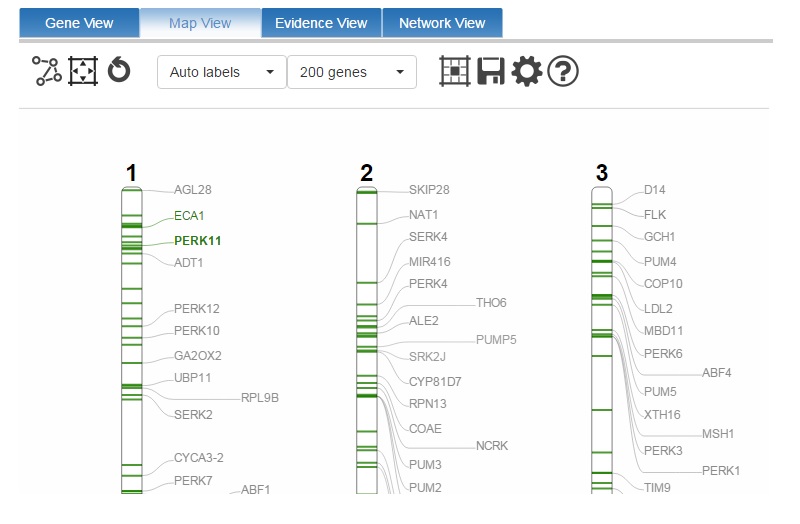 Gene View
Map View
Evidence View
Network View
Auto labels
200 genes
1
AGL28
ECA1
PERK11
ADT1
PERK12
PERK10
GA2OX2
UBP11
RPL9B
SERK2
CYCA3-2
PERK7
ABF1
2
SKIP28
NAT1
SERK4
MIR416
PERK4
THO6
ALE2
PUMP5
SRK2J
CYP81D7
RPN13
COAE
NCRK
PUM3
PUM2
3
D14
FLK
GCH1
PUM4
COP10
LDL2
MBD11
PERK6
ABF4
PUM5
XTH16
MSH1
PERK3
PERK1
TIM9